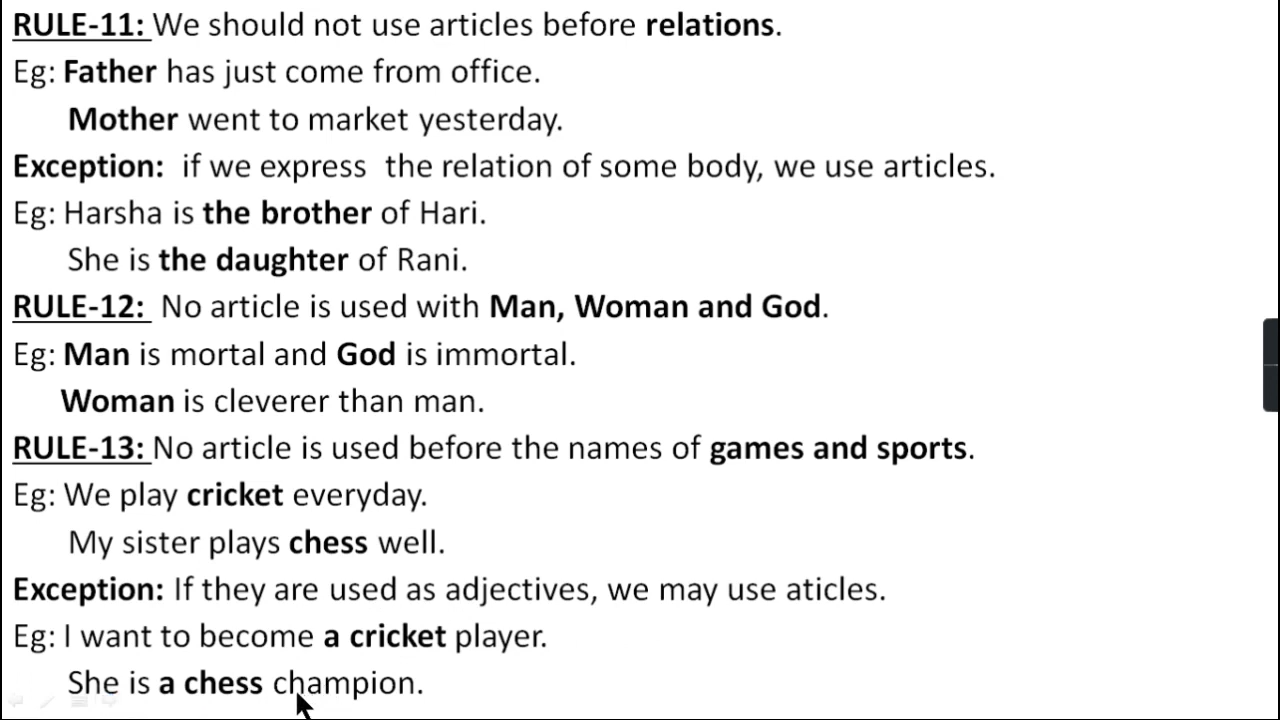 RULE-11: We should not use articles before relations.
Eg: Father has just come from office.
Mother went to market yesterday.
Exception: if we express the relation of some body, we use articles.
Eg: Harsha is the brother of Hari.
She is the daughter of Rani.
RULE-12: No article is used with Man, Woman and God.
Eg: Man is mortal and God is immortal.
Woman is cleverer than man.
RULE-13: No article is used before the names of games and sports.
Eg: We play cricket everyday.
My sister plays chess well.
Exception: If they are used as adjectives, we may use aticles.
Eg: I want to become a cricket player.
She is a chess champion.